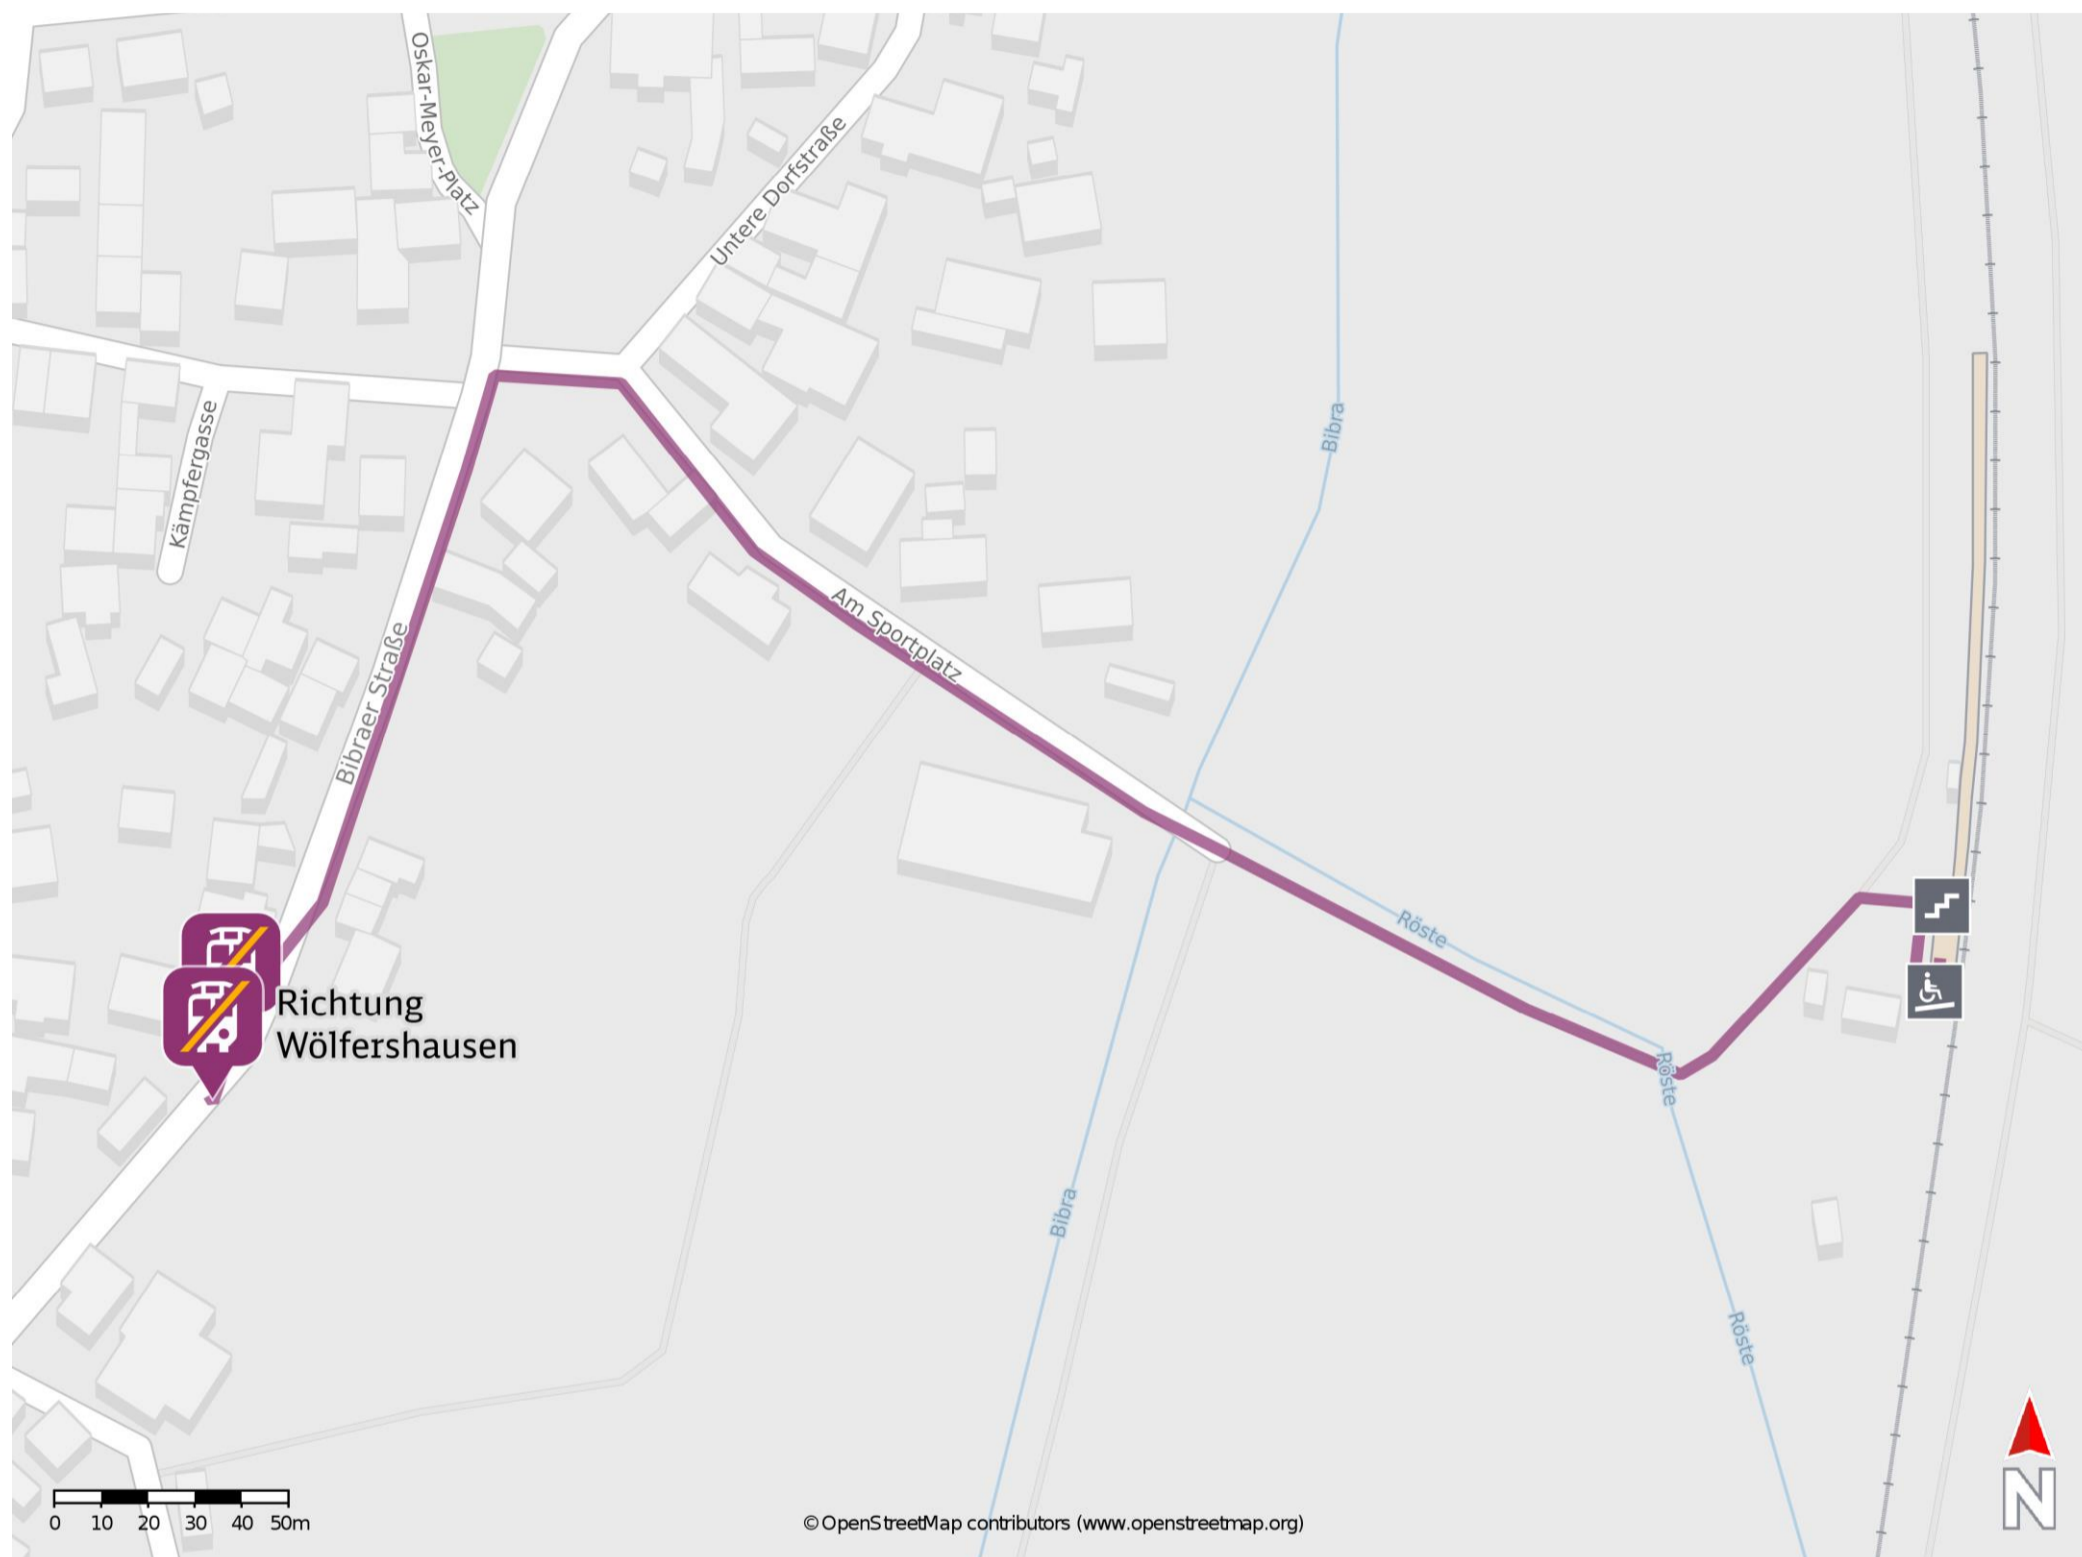 Oskar-Meyer-Platz
Untere Dorfstraße
Kämpfergasse
Bibra
Bibraer Straße
Am Sportplatz
Röste
Richtung
Wölfershausen
Röste
Bibra
Röste
0 10 20 30 40 50m
© OpenStreetMap contributors (www.openstreetmap.org)
N